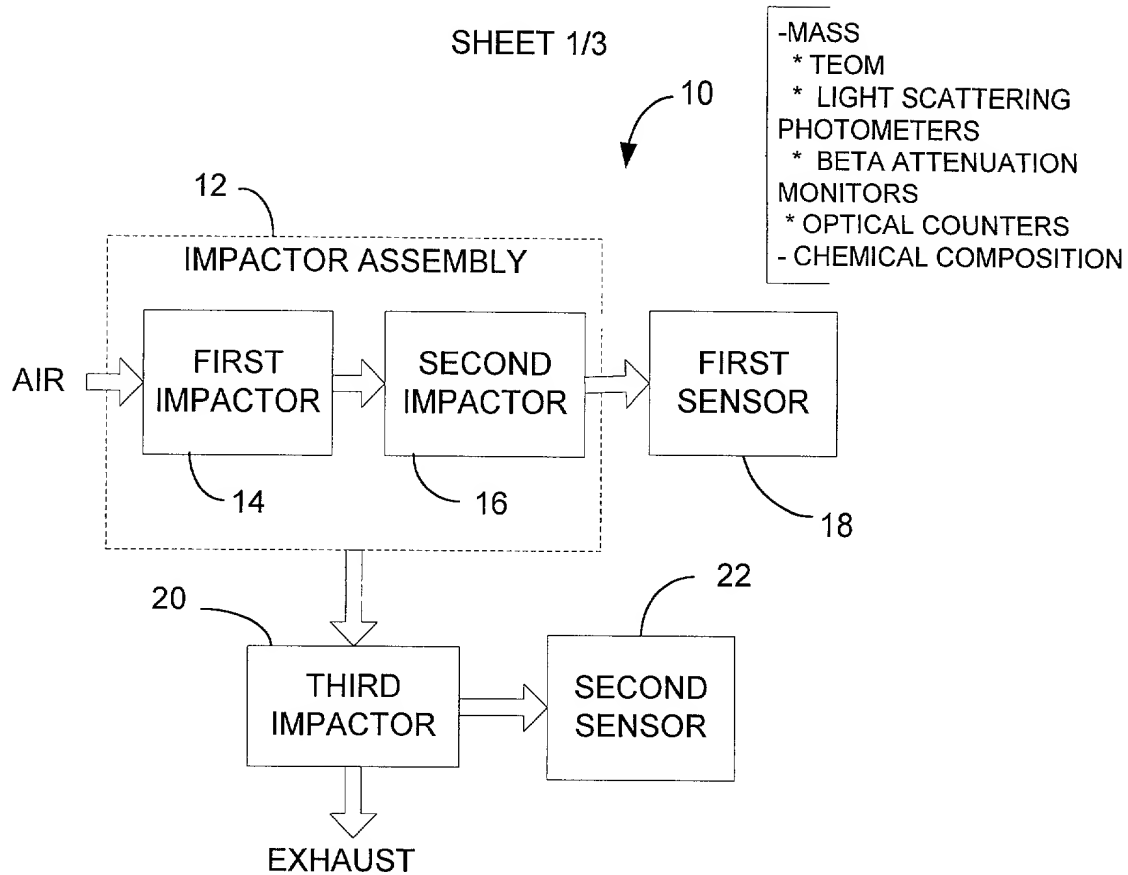 SHEET 1/3
-MASS
* TEOM
* LIGHT SCATTERING
PHOTOMETERS
* BETA ATTENUATION
MONITORS
* OPTICAL COUNTERS
- CHEMICAL COMPOSITION
10
12
IMPACTOR ASSEMBLY
AIR
FIRST
IMPACTOR
SECOND
IMPACTOR
FIRST
SENSOR
14
16
18
20
22
THIRD
IMPACTOR
SECOND
SENSOR
EXHAUST